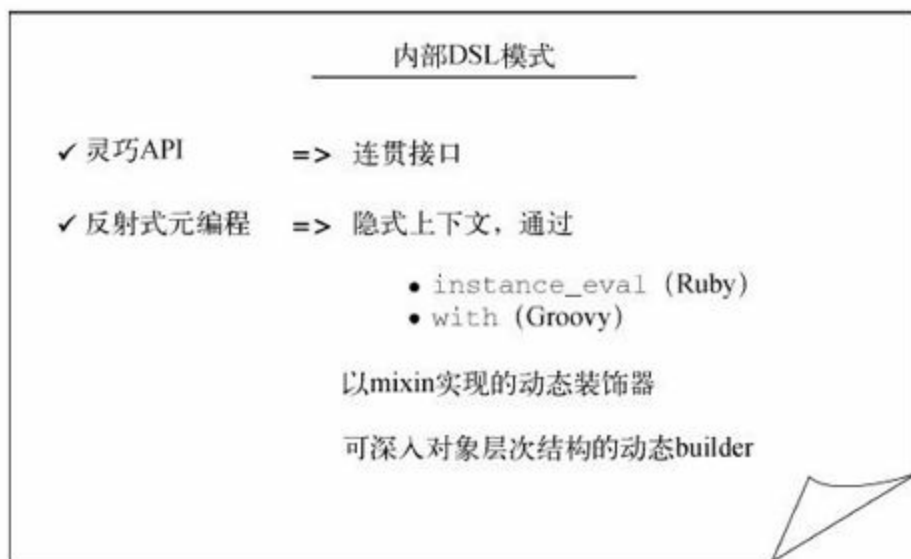 内部DSL模式
✓ 灵巧API => 连贯接口
✓ 反射式元编程 => 隐式上下文，通过
• instance_eval（Ruby）
• with（Groovy）
以mixin实现的动态装饰器
可深入对象层次结构的动态builder